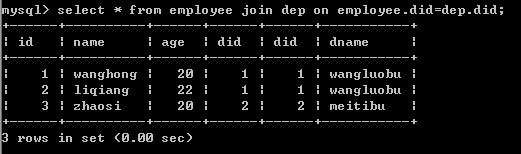 mysql> select * from employee join dep on employee.did=dep.did;
+------+----------+------+------+------+-----------+
| id   | name     | age  | did  | did  | dname     |
+------+----------+------+------+------+-----------+
|    1 | wanghong |   20 |    1 |    1 | wangluobu |
|    2 | liqiang  |   22 |    1 |    1 | wangluobu |
|    3 | zhaosi   |   20 |    2 |    2 | meitibu   |
+------+----------+------+------+------+-----------+
3 rows in set (0.00 sec)